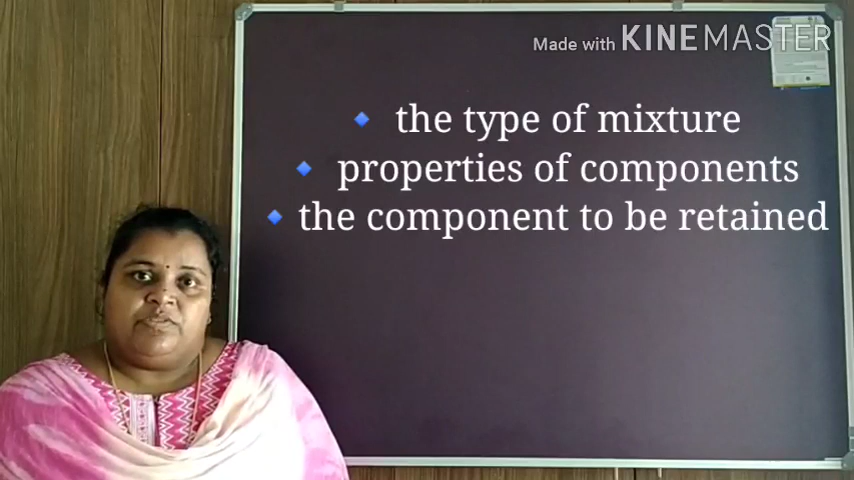 Made with KINEMASTER
the type of mixture
properties of components
the component to be retained